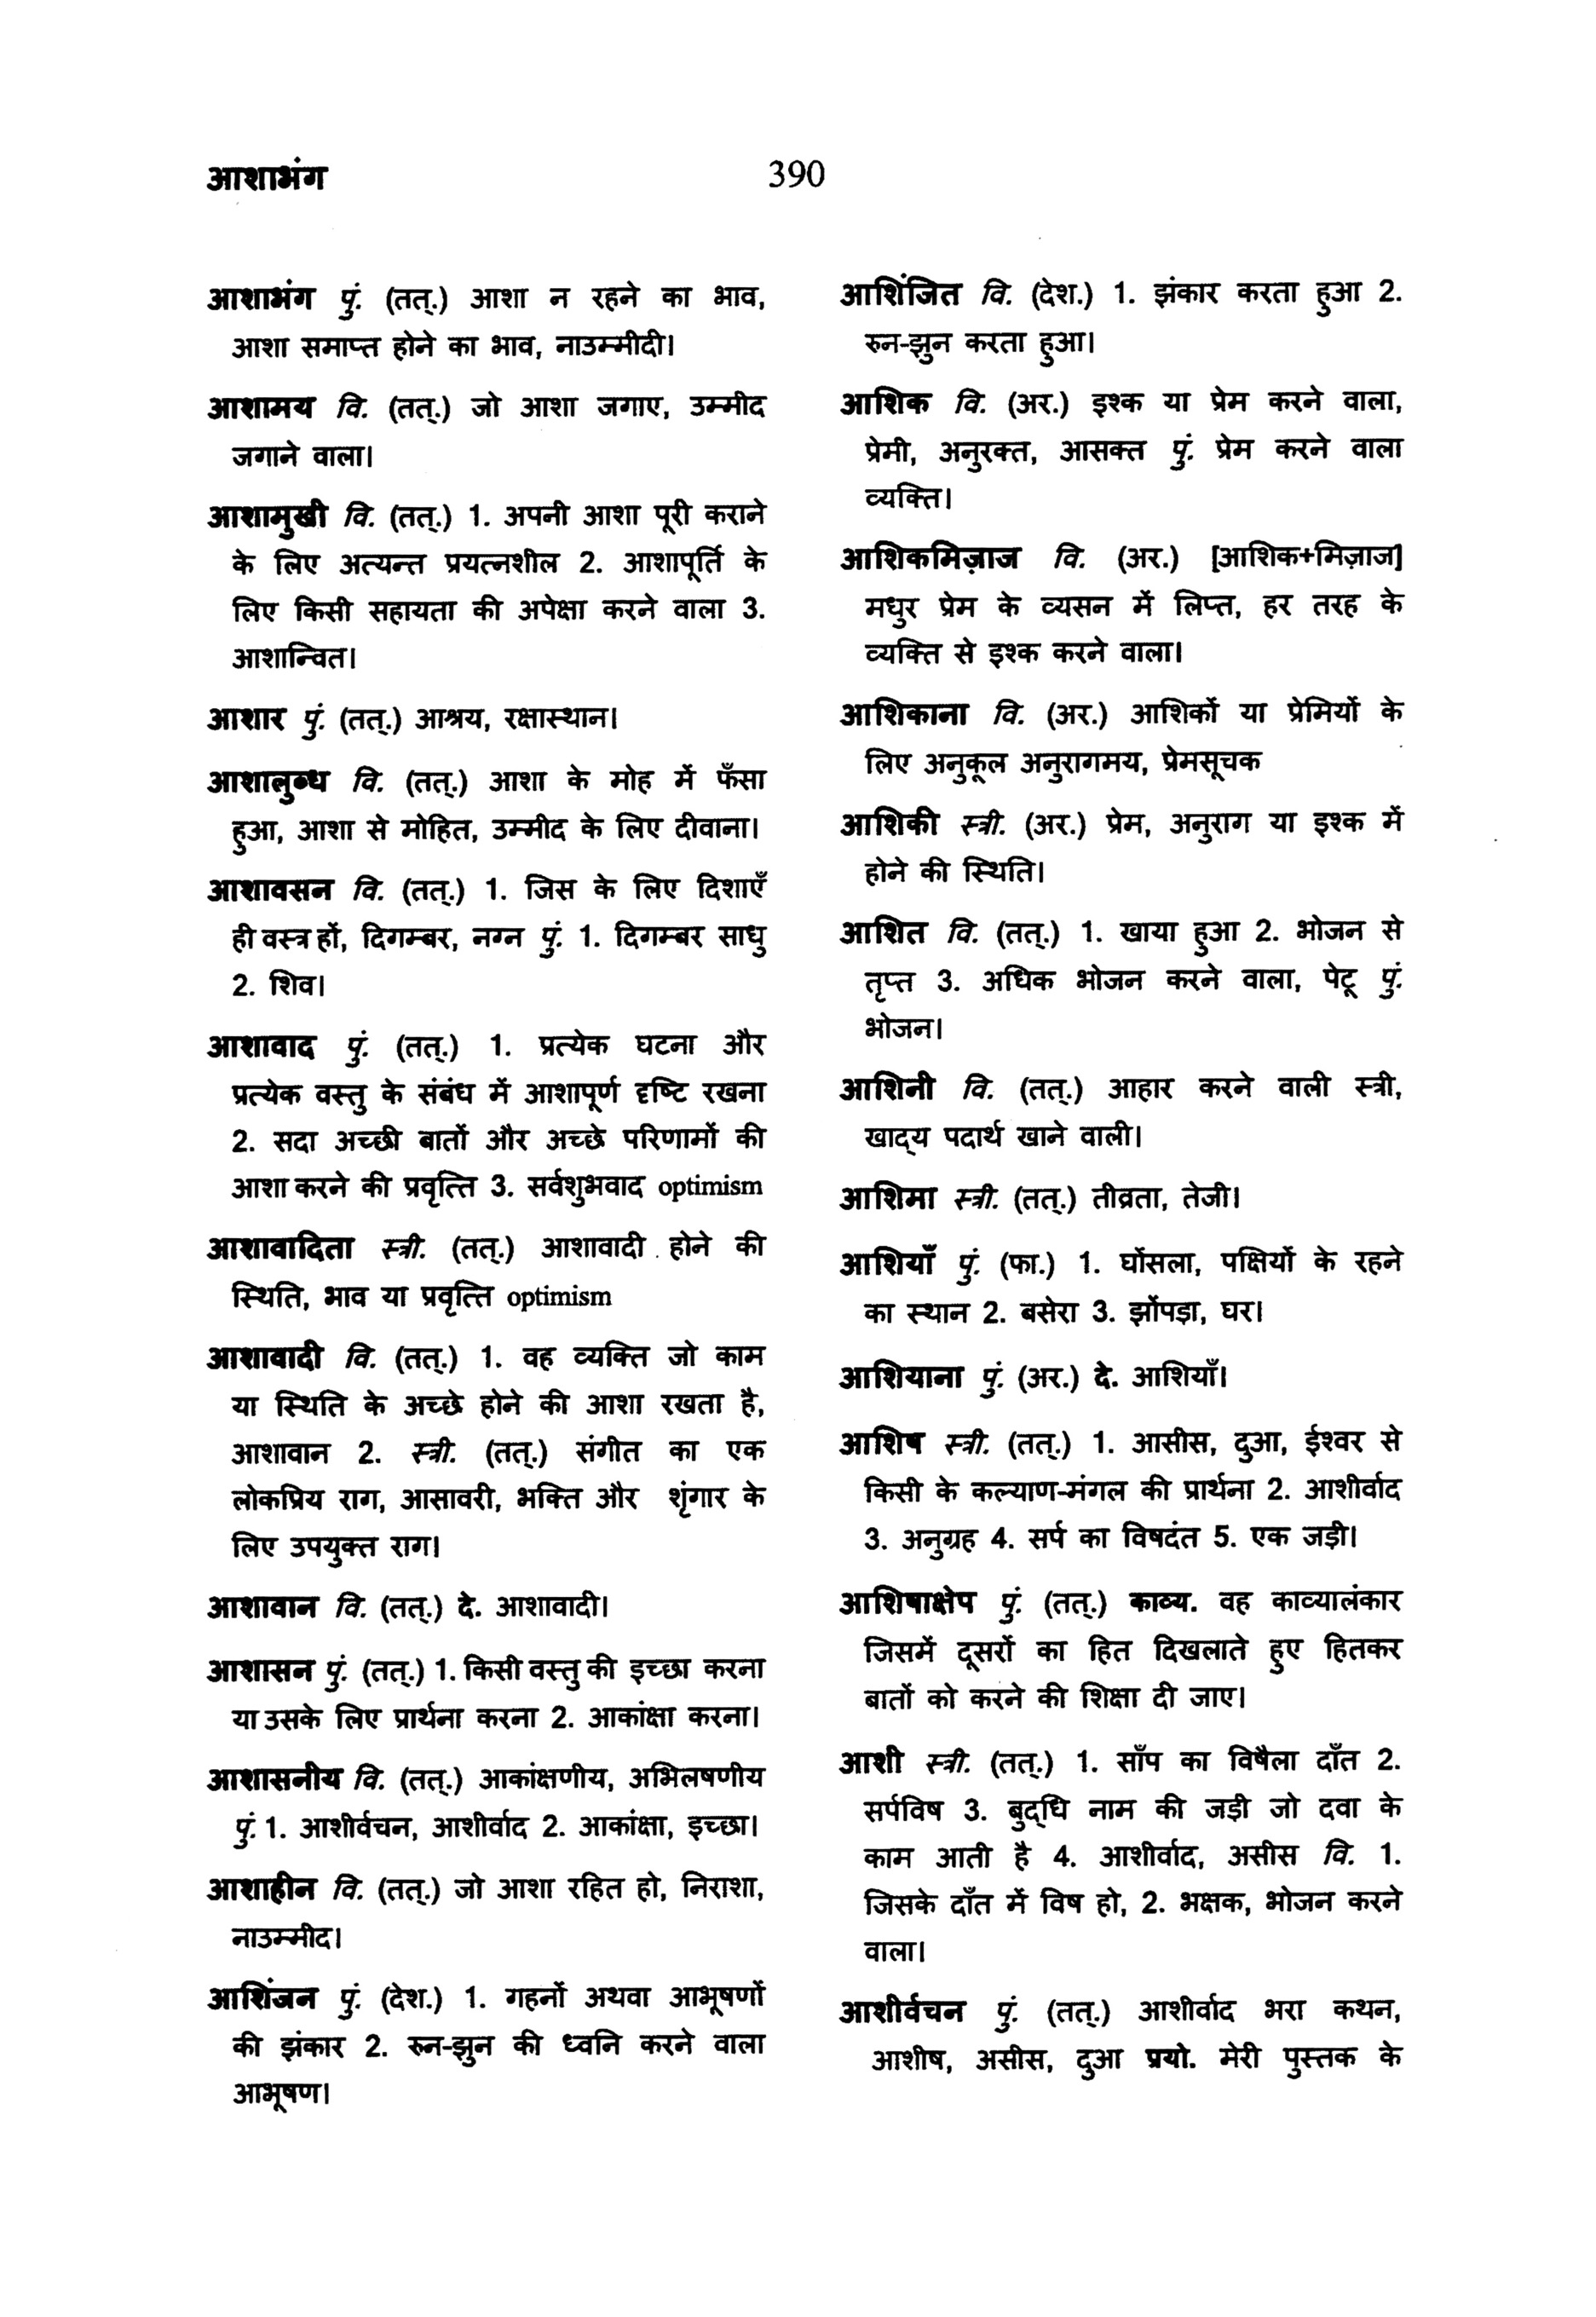 आशाभंग
390
आशाभंग पुं. (तत्.) आशा न रहने का भाव,
आशा समाप्त होने का भाव, नाउम्मीदी।
आशामय वि. (तत्.) जो आशा जगाए, उम्मीद
जगाने वाला।
आशामुखी वि. (तत्.) 1. अपनी आशा पूरी कराने
के लिए अत्यन्त प्रयत्नशील 2. आशापूर्ति के
लिए किसी सहायता की अपेक्षा करने वाला 3.
आशान्वित।
आशार पुं. (तत्.) आश्रय, रक्षास्थान।
आशालुब्ध वि. (तत्.) आशा के मोह में फँसा
हुआ, आशा से मोहित, उम्मीद के लिए दीवाना।
आशावसन वि. (तत्.) 1. जिस के लिए दिशाएँ
ही वस्त्र हों, दिगम्बर, नग्न पुं. 1. दिगम्बर साधु
2. शिव।
आशावाद पुं. (तत्.) 1. प्रत्येक घटना और
प्रत्येक वस्तु के संबंध में आशापूर्ण दृष्टि रखना
2. सदा अच्छी बातों और अच्छे परिणामों की
आशा करने की प्रवृत्ति 3. सर्वशुभवाद optimism
आशावादिता स्त्री. (तत्.) आशावादी होने की
स्थिति, भाव या प्रवृत्ति optimism
आशावादी वि. (तत्.) 1. वह व्यक्ति जो काम
या स्थिति के अच्छे होने की आशा रखता है,
आशावान 2. स्त्री. (तत्.) संगीत का एक
लोकप्रिय राग, आसावरी, भक्ति और शृंगार के
लिए उपयुक्त राग।
आशावान वि. (तत्.) दे. आशावादी।
आशासन पुं. (तत्.) 1. किसी वस्तु की इच्छा करना
या उसके लिए प्रार्थना करना 2. आकांक्षा करना।
आशासनीय वि. (तत्.) आकांक्षणीय, अभिलषणीय
पुं. 1. आशीर्वचन, आशीर्वाद 2. आकांक्षा, इच्छा।
आशाहीन वि. (तत्.) जो आशा रहित हो, निराशा,
नाउम्मीद।
आशिंजन पुं. (देश.) 1. गहनों अथवा आभूषणों
की झंकार 2. रुन-झुन की ध्वनि करने वाला
आभूषण।
आशिंजित वि. (देश.) 1. झंकार करता हुआ 2.
रुन-झुन करता हुआ।
आशिक वि. (अर.) इश्क या प्रेम करने वाला,
प्रेमी, अनुरक्त, आसक्त पुं. प्रेम करने वाला
व्यक्ति।
आशिकमिज़ाज वि. (अर.) [आशिक+मिज़ाज]
मधुर प्रेम के व्यसन में लिप्त, हर तरह के
व्यक्ति से इश्क करने वाला।
आशिकाना वि. (अर.) आशिकों या प्रेमियों के
लिए अनुकूल अनुरागमय, प्रेमसूचक
आशिकी स्त्री. (अर.) प्रेम, अनुराग या इश्क में
होने की स्थिति।
आशित वि. (तत्.) 1. खाया हुआ 2. भोजन से
तृप्त 3. अधिक भोजन करने वाला, पेटू पुं.
भोजन।
आशिनी वि. (तत्.) आहार करने वाली स्त्री,
खाद्‌य पदार्थ खाने वाली।
आशिमा स्त्री. (तत्.) तीव्रता, तेजी।
आशियाँ पुं. (फा.) 1. घोंसला, पक्षियों के रहने
का स्थान 2. बसेरा 3. झोंपड़ा, घर।
आशियाना पुं. (अर.) दे. आशियाँ।
आशिष स्त्री. (तत्.) 1. आसीस, दुआ, ईश्वर से
किसी के कल्याण-मंगल की प्रार्थना 2. आशीर्वाद
3. अनुग्रह 4. सर्प का विषदंत 5. एक जड़ी।
आशिषाक्षेप पुं. (तत्.) काव्य. वह काव्यालंकार
जिसमें दूसरों का हित दिखलाते हुए हितकर
बातों को करने की शिक्षा दी जाए।
आशी स्त्री. (तत्.) 1. साँप का विषैला दाँत 2.
सर्पविष 3. बुद्‌धि नाम की जड़ी जो दवा के
काम आती है 4. आशीर्वाद, असीस वि. 1.
जिसके दाँत में विष हो, 2. भक्षक, भोजन करने
वाला।
आशीर्वचन पुं. (तत्.) आशीर्वाद भरा कथन,
आशीष, असीस, दुआ प्रयो. मेरी पुस्तक के